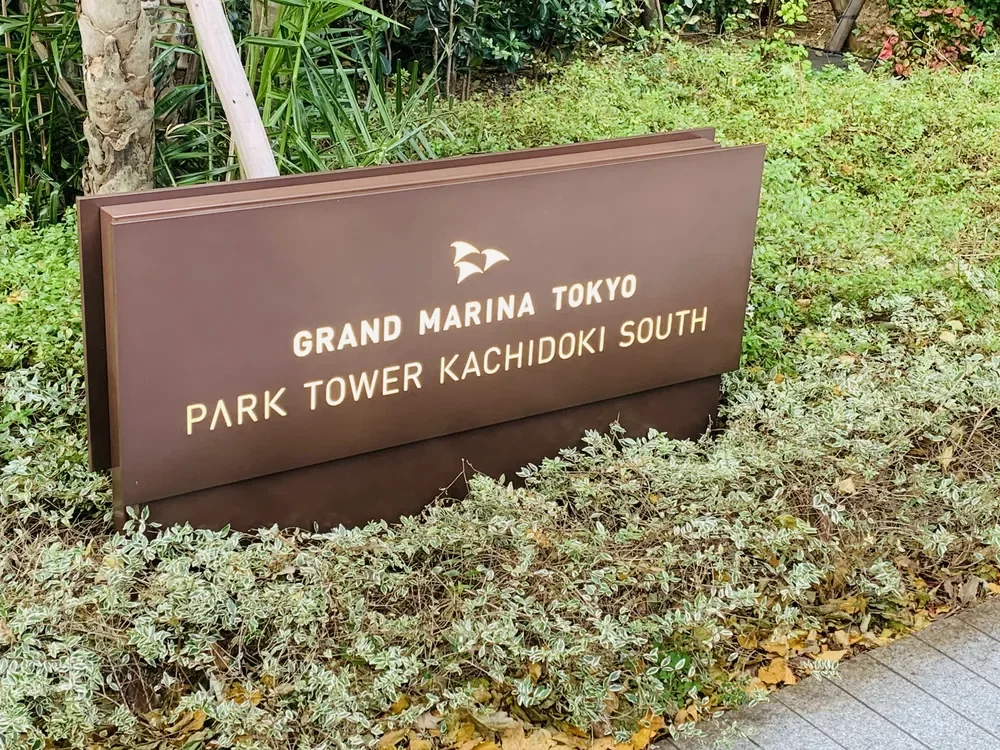 GRAND MARINA TOKYO
PARK TOWER KACHIDOKI SOUTH